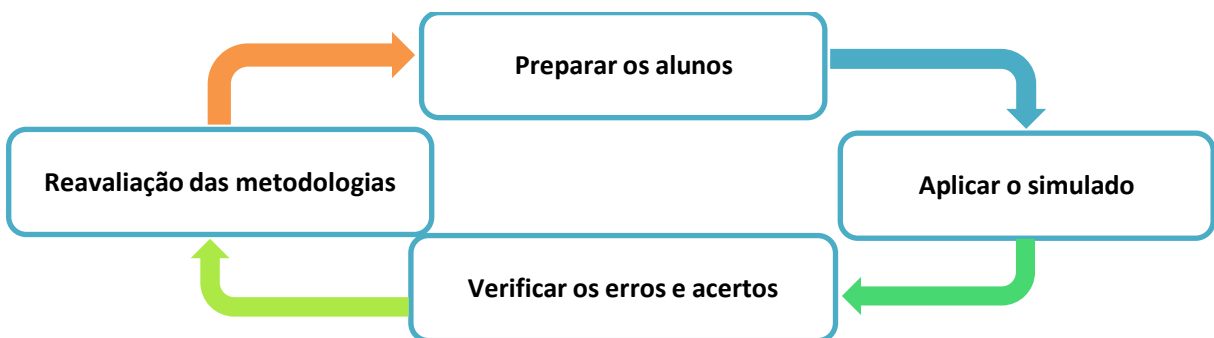 Preparar os alunos
Aplicar o simulado
Verificar os erros e acertos
Reavaliação das metodologias